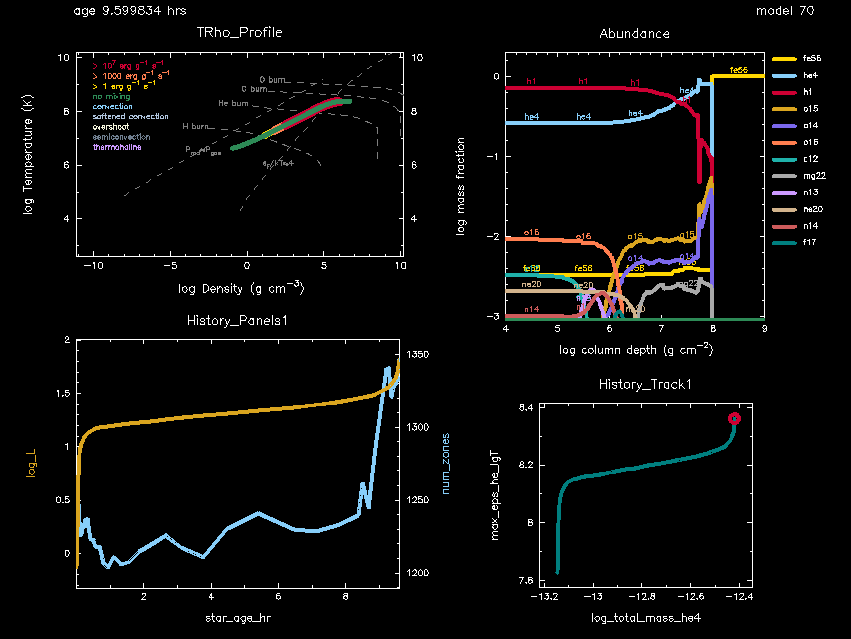 age 9.599834 hrs
model 70
TRho_Profile
10
8
6
4
log Temperature (K)
> 10⁷ erg g⁻¹ s⁻¹
> 1000 erg g⁻¹ s⁻¹
> 1 erg g⁻¹ s⁻¹
no mixing
convection
softened convection
overshoot
semiconvection
thermohaline
O burn
C burn
He burn
H burn
10
8
6
4
−10
−5
0
5
10
log Density (g cm⁻³)
Abundance
0
−1
−2
−3
log mass fraction
h1
h1
h1
he4
he4
he4
he4
fe56
o16
o16
o15
o15
o14
o14
fe56
fe56
ne20
ne20
mg22
n14
4
5
6
7
8
9
log column depth (g cm⁻²)
fe56
he4
h1
o15
o14
o16
c12
mg22
n13
ne20
n14
f17
History_Panels1
2
1.5
1
0.5
0
log_L
1350
1300
1250
1200
num_zones
2
4
6
8
star_age_hr
History_Track1
8.4
8.2
8
7.8
max_eps_he_lgT
−13.2
−13
−12.8
−12.6
−12.4
log_total_mass_he4